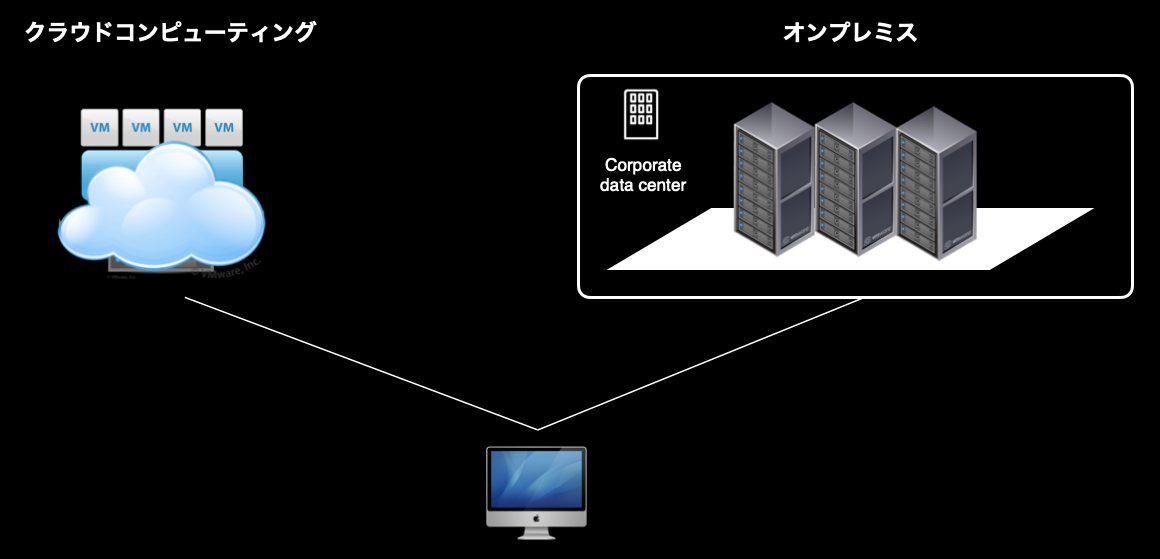 クラウドコンピューティング
オンプレミス
VM VM VM VM
Corporate
data center
© VMware, Inc.